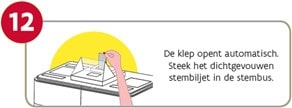 12
De klep opent automatisch.
Steek het dichtgevouwen
stembiljet in de stembus.